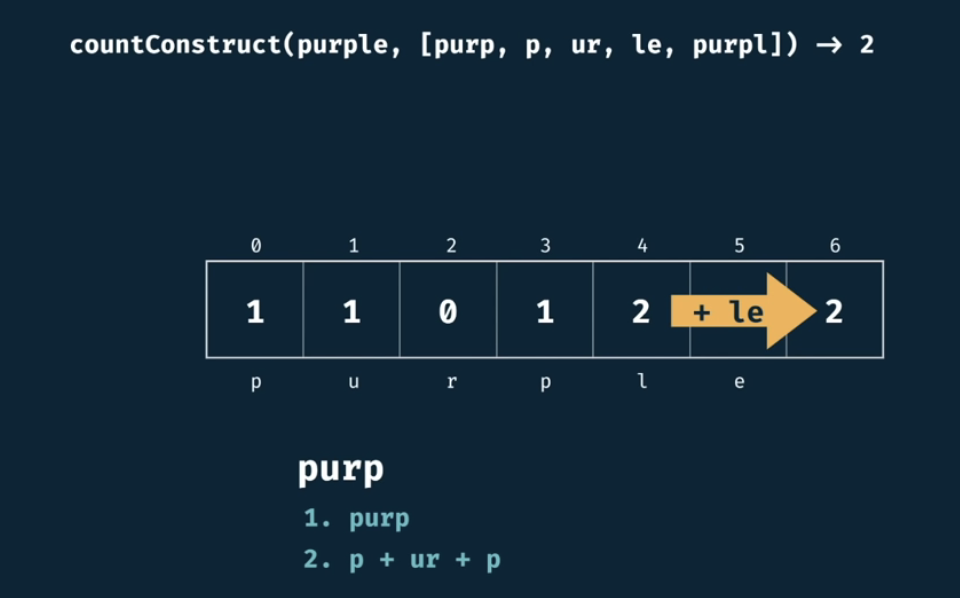 countConstruct(purple, [purp, p, ur, le, purpl]) → 2
0 1 2 3 4 5 6
1 1 0 1 2 + le 2
p u r p l e
purp
1. purp
2. p + ur + p